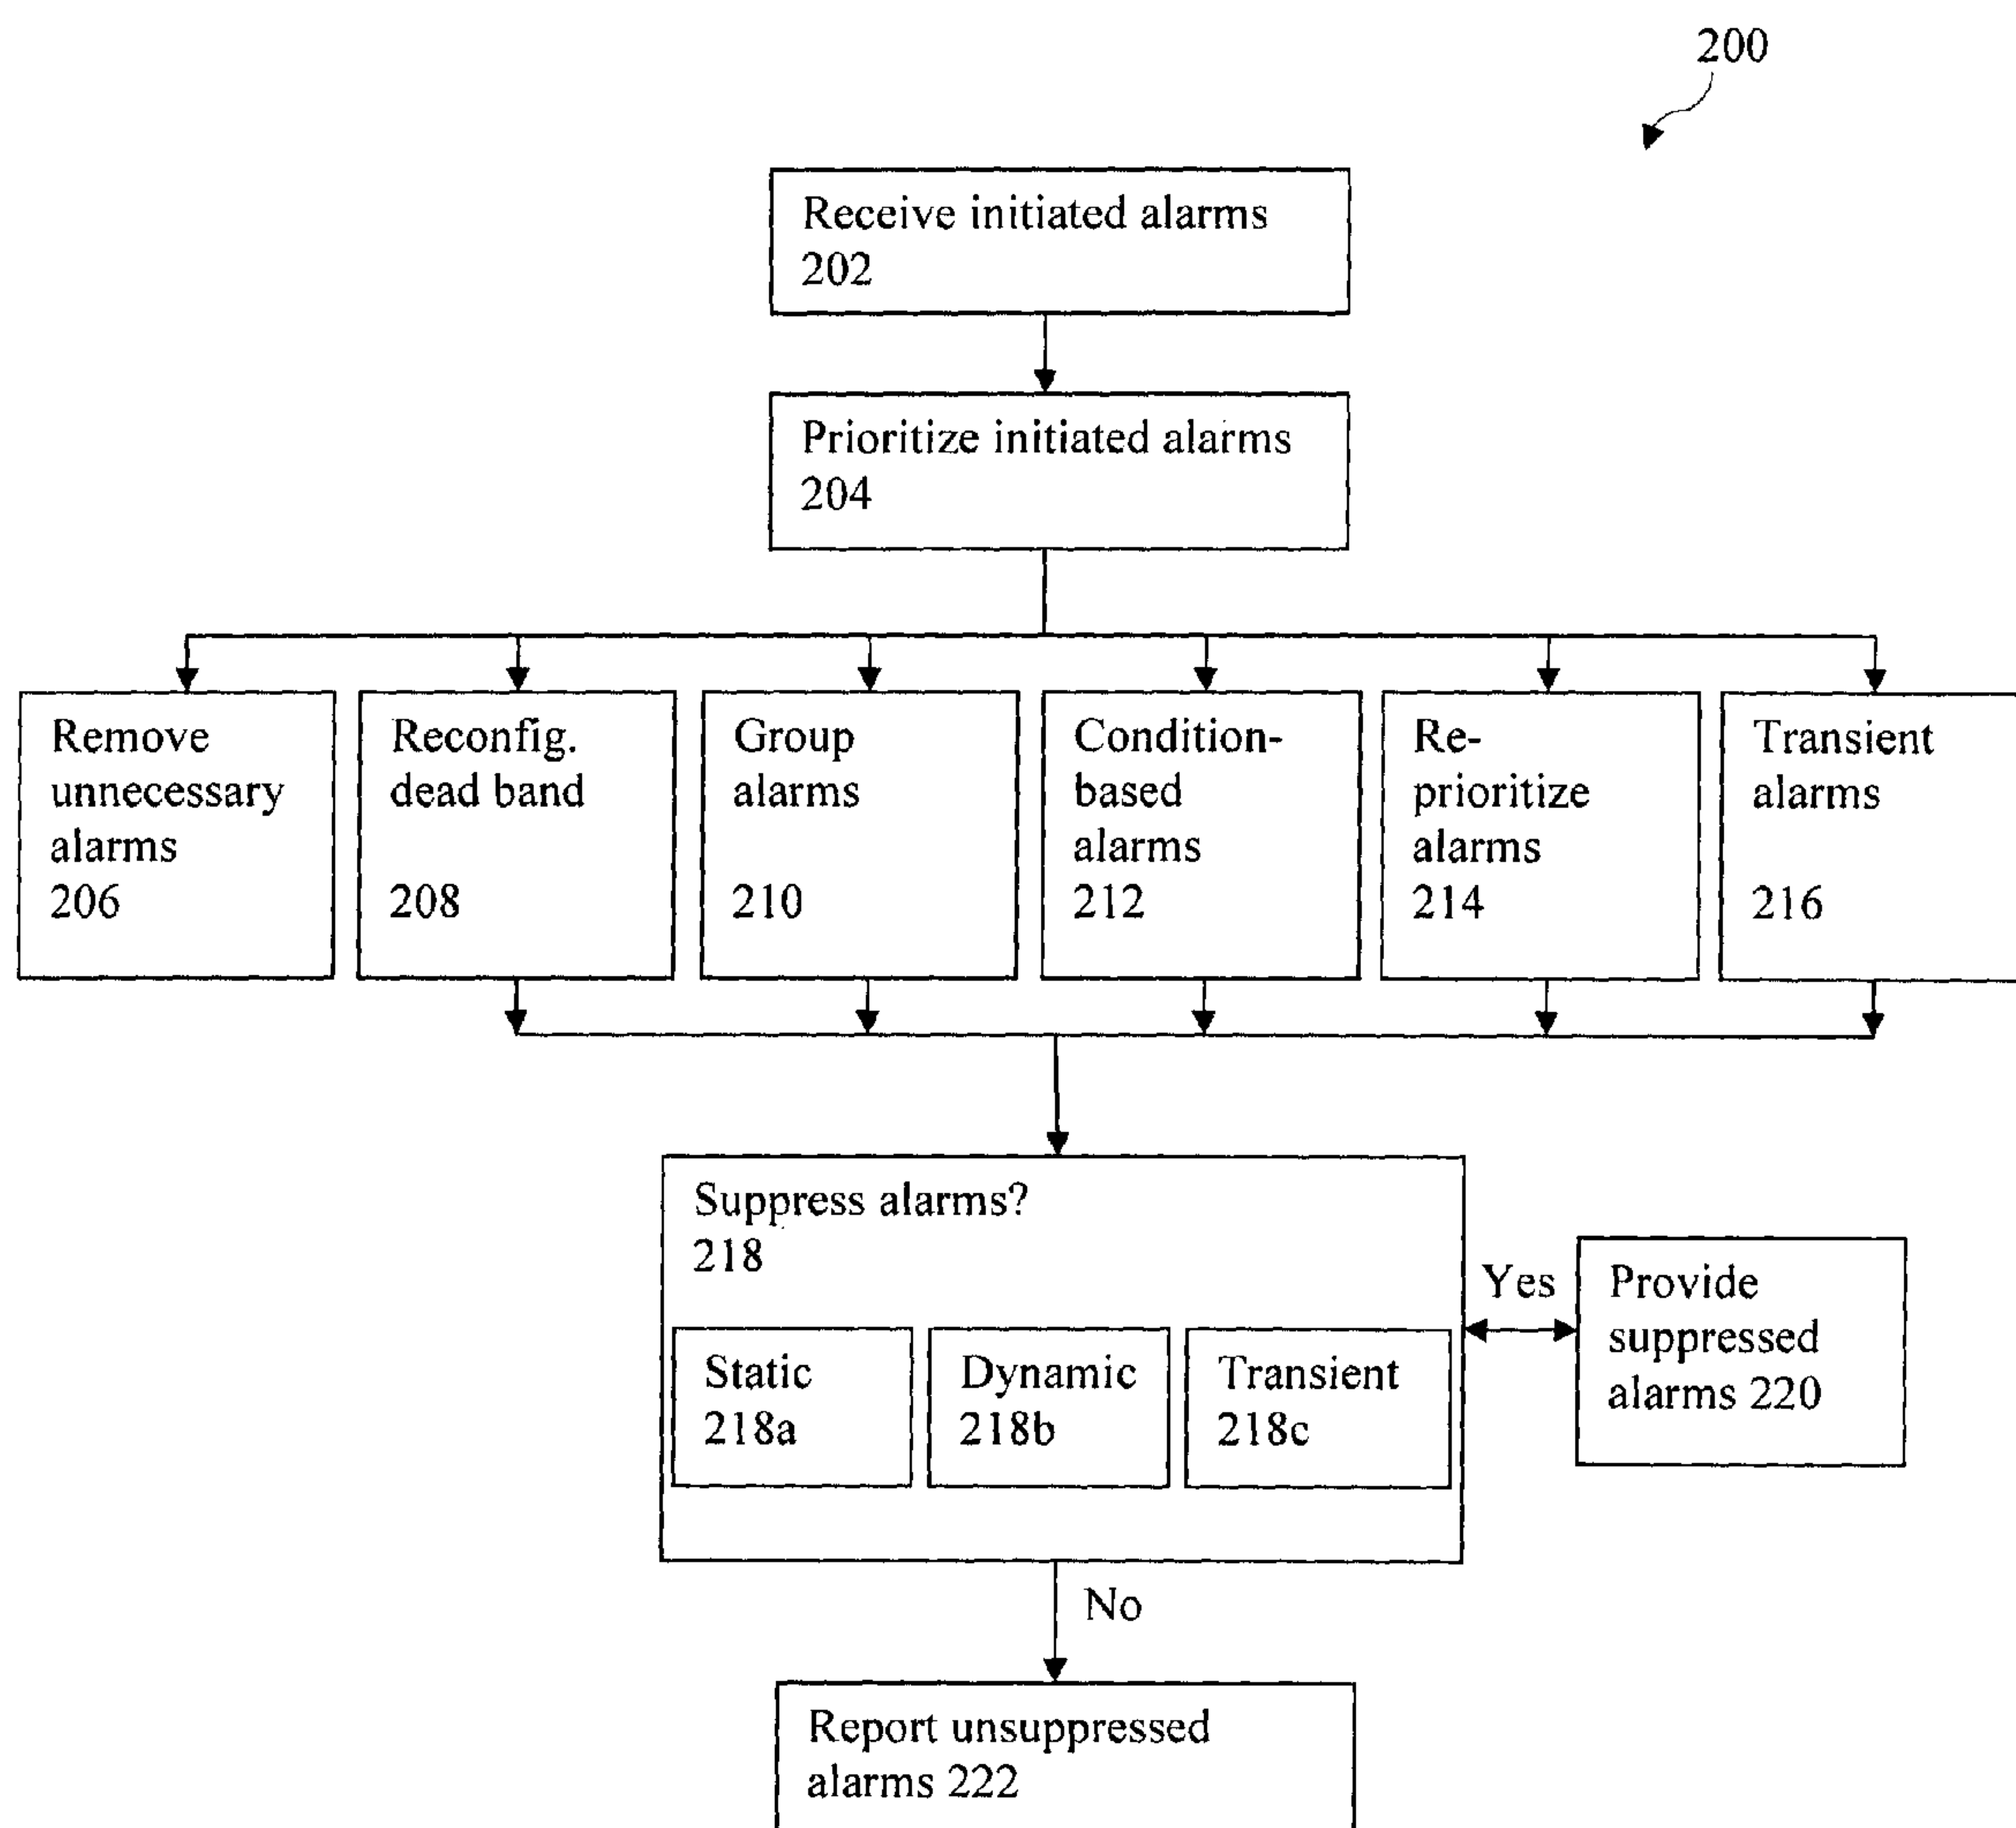 200
Receive initiated alarms
202
Prioritize initiated alarms
204
Remove
unnecessary
alarms
206
Reconfig.
dead band
208
Group
alarms
210
Condition-
based
alarms
212
Re-
prioritize
alarms
214
Transient
alarms
216
Suppress alarms?
218
Static
218a
Dynamic
218b
Transient
218c
Yes
Provide
suppressed
alarms 220
No
Report unsuppressed
alarms 222